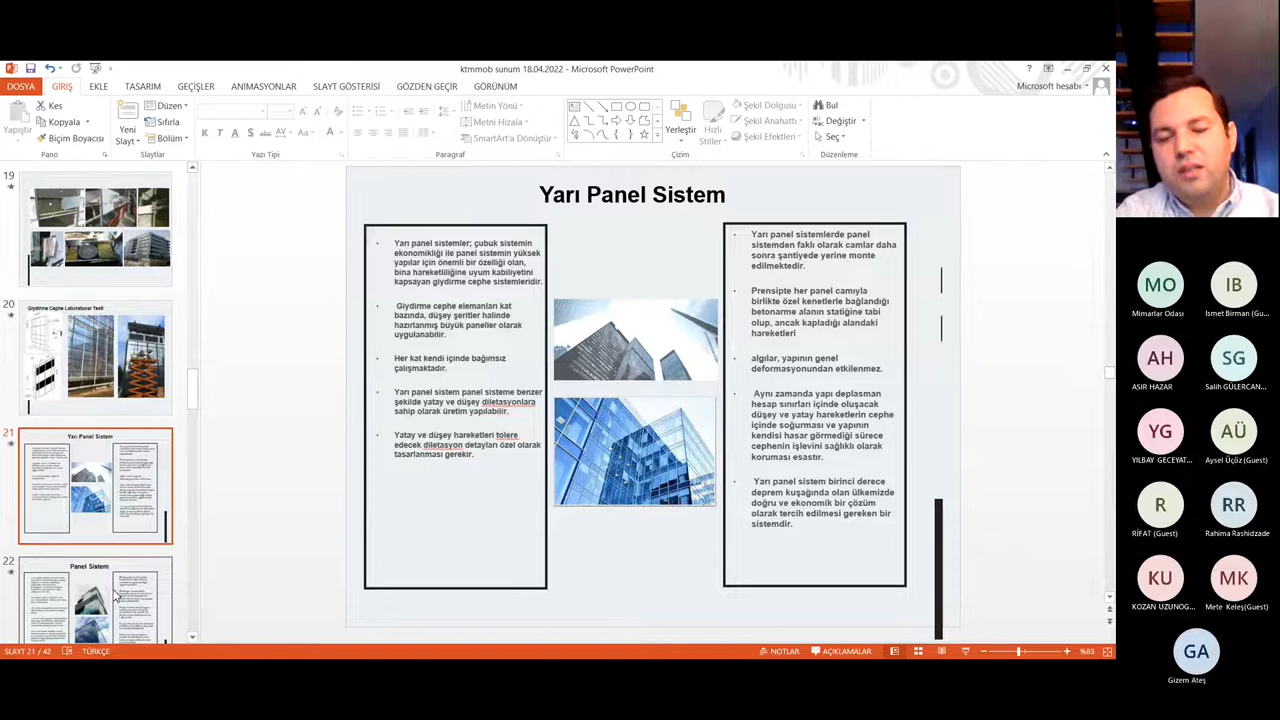 ktmmob sunum 18.04.2022 - Microsoft PowerPoint
DOSYA GİRİŞ EKLE TASARIM GEÇİŞLER ANİMASYONLAR SLAYT GÖSTERİSİ GÖZDEN GEÇİR GÖRÜNÜM
Microsoft hesabı
Yapıştır
Kes
Kopyala
Biçim Boyacısı
Pano
Yeni
Slayt
Düzen
Sıfırla
Bölüm
Slaytlar
Yazı Tipi
Metin Yönü
Metni Hizala
SmartArt'a Dönüştür
Paragraf
Yerleştir
Hızlı
Stiller
Şekil Dolgusu
Şekil Anahattı
Şekil Efektleri
Çizim
Bul
Değiştir
Seç
Düzenleme
19
20
Giydirme Cephe Laboratuvar Testi
21
Yarı Panel Sistem
22
Panel Sistem
Yarı Panel Sistem
Yarı panel sistemler; çubuk sistemin
ekonomikliği ile panel sistemin yüksek
yapılar için önemli bir özelliği olan,
bina hareketliliğine uyum kabiliyetini
kapsayan giydirme cephe sistemleridir.
Giydirme cephe elemanları kat
bazında, düşey şeritler halinde
hazırlanmış büyük paneller olarak
uygulanabilir.
Her kat kendi içinde bağımsız
çalışmaktadır.
Yarı panel sistem panel sisteme benzer
şekilde yatay ve düşey diletasyonlara
sahip olarak üretim yapılabilir.
Yatay ve düşey hareketleri tolere
edecek diletasyon detayları özel olarak
tasarlanması gerekir.
Yarı panel sistemlerde panel
sistemden faklı olarak camlar daha
sonra şantiyede yerine monte
edilmektedir.
Prensipte her panel camıyla
birlikte özel kenetlerle bağlandığı
betonarme alanın statiğine tabi
olup, ancak kapladığı alandaki
hareketleri
algılar, yapının genel
deformasyonundan etkilenmez.
Aynı zamanda yapı deplasman
hesap sınırları içinde oluşacak
düşey ve yatay hareketlerin cephe
içinde soğurması ve yapının
kendisi hasar görmediği sürece
cephenin işlevini sağlıklı olarak
koruması esastır.
Yarı panel sistem birinci derece
deprem kuşağında olan ülkemizde
doğru ve ekonomik bir çözüm
olarak tercih edilmesi gereken bir
sistemdir.
SLAYT 21 / 42 TÜRKÇE NOTLAR AÇIKLAMALAR %83
MO IB
Mimarlar Odası Ismet Birman (Gu...
AH SG
ASIR HAZAR Salih GÜLERCAN...
YG AÜ
YILBAY GECEYAT... Aysel Üçöz (Guest)
R RR
RİFAT (Guest) Rahima Rashidzade
KU MK
KOZAN UZUNOG... Mete Keleş(Guest)
GA
Gizem Ateş